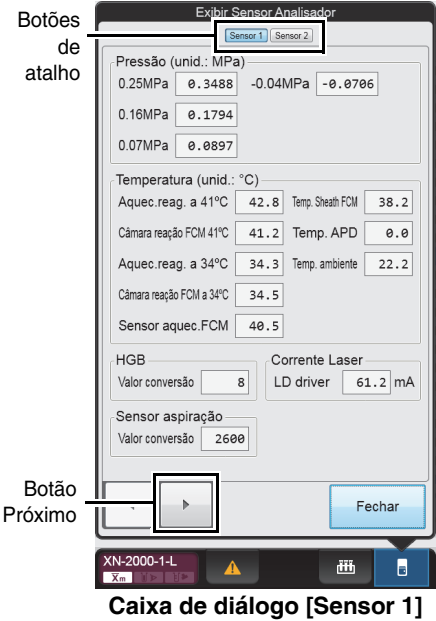 Exibir Sensor Analisador
Botões
de
atalho
Sensor 1 Sensor 2
Pressão (unid.: MPa)
0.25MPa 0.3488 -0.04MPa -0.0706
0.16MPa 0.1794
0.07MPa 0.0897
Temperatura (unid.: °C)
Aquec.reag. a 41ºC 42.8 Temp. Sheath FCM 38.2
Câmara reação FCM 41ºC 41.2 Temp. APD 0.0
Aquec.reag. a 34ºC 34.3 Temp. ambiente 22.2
Câmara reação FCM a 34ºC 34.5
Sensor aquec.FCM 40.5
HGB Corrente Laser
Valor conversão 8 LD driver 61.2 mA
Sensor aspiração
Valor conversão 2600
Botão
Próximo
Fechar
XN-2000-1-L
Xm
Caixa de diálogo [Sensor 1]